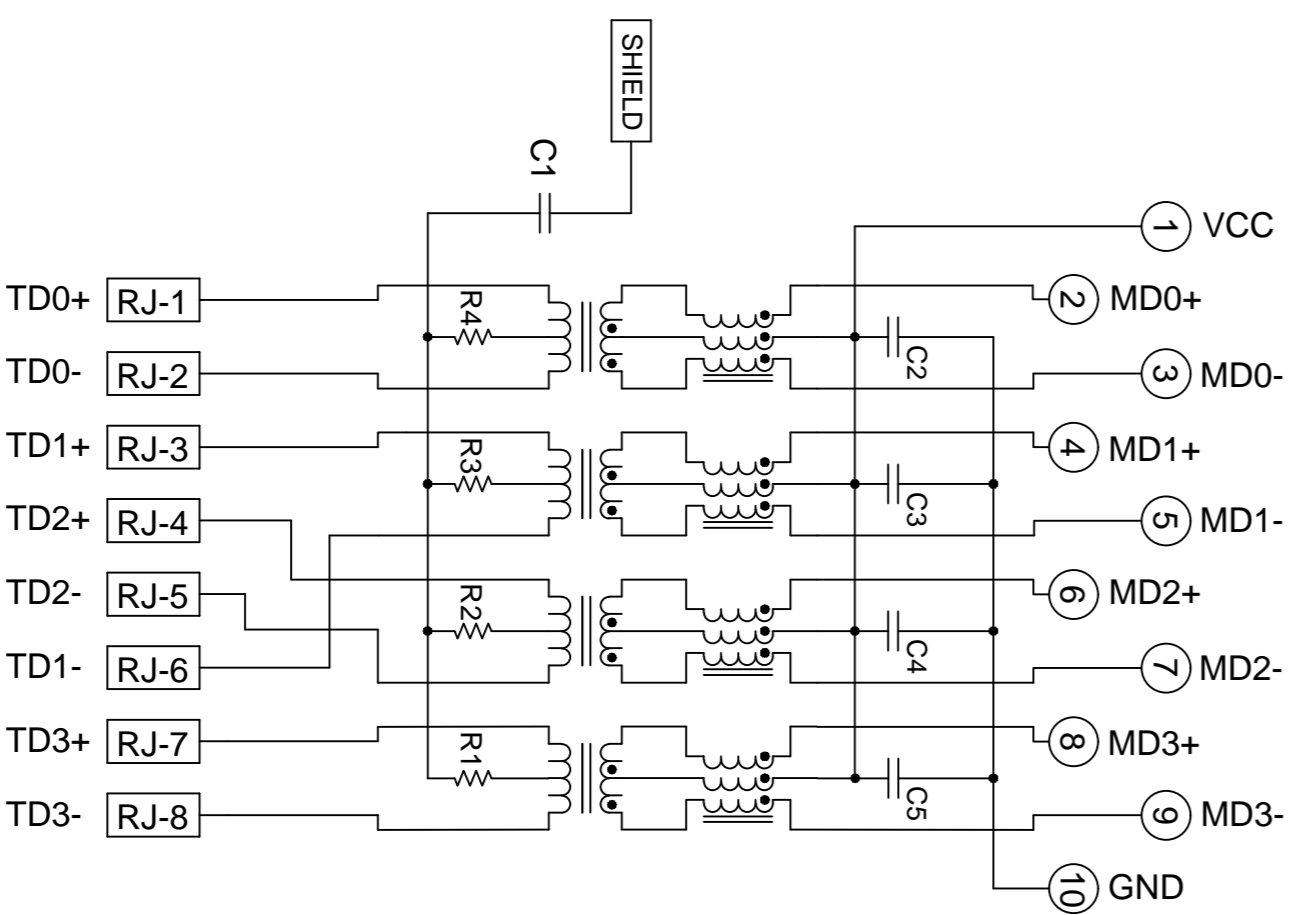 SHIELD
C1
1 VCC
TD0+ RJ-1 R4 2 MD0+
C2
TD0- RJ-2 3 MD0-
TD1+ RJ-3 R3 4 MD1+
C3
TD2+ RJ-4 5 MD1-
TD2- RJ-5 R2 6 MD2+
C4
TD1- RJ-6 7 MD2-
TD3+ RJ-7 R1 8 MD3+
C5
TD3- RJ-8 9 MD3-
10 GND